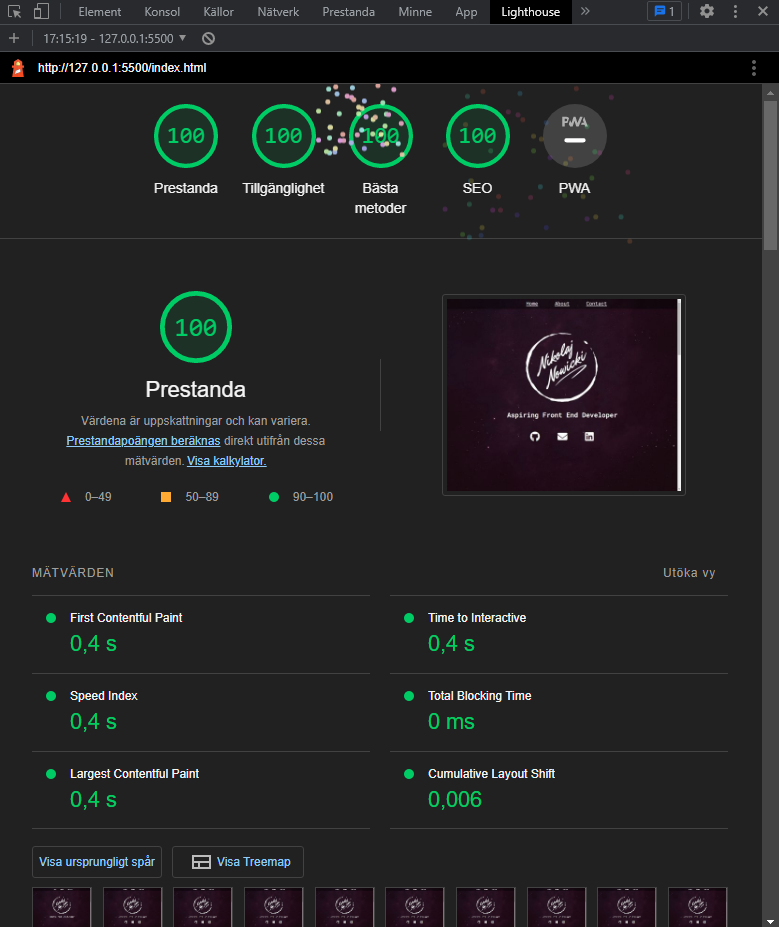 Element Konsol Källor Nätverk Prestanda Minne App Lighthouse 1
17:15:19 - 127.0.0.1:5500
http://127.0.0.1:5500/index.html
100 100 100 100 PWA
Prestanda Tillgänglighet Bästa metoder SEO PWA
100
Prestanda
Värdena är uppskattningar och kan variera.
Prestandapoängen beräknas direkt utifrån dessa
mätvärden. Visa kalkylator.
0–49 50–89 90–100
Home About Contact
Nikolaj
Nowicki
Aspiring Front End Developer
MÄTVÄRDEN Utöka vy
First Contentful Paint
0,4 s
Time to Interactive
0,4 s
Speed Index
0,4 s
Total Blocking Time
0 ms
Largest Contentful Paint
0,4 s
Cumulative Layout Shift
0,006
Visa ursprungligt spår Visa Treemap